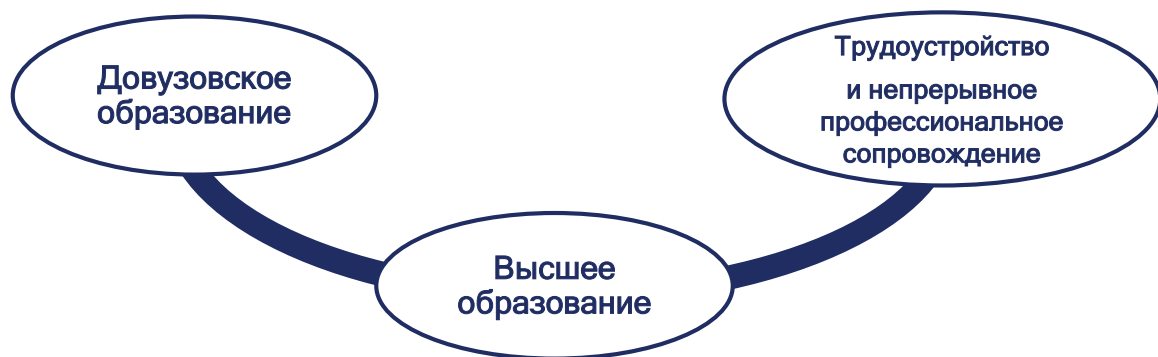 Довузовское
образование
Высшее
образование
Трудоустройство
и непрерывное
профессиональное
сопровождение